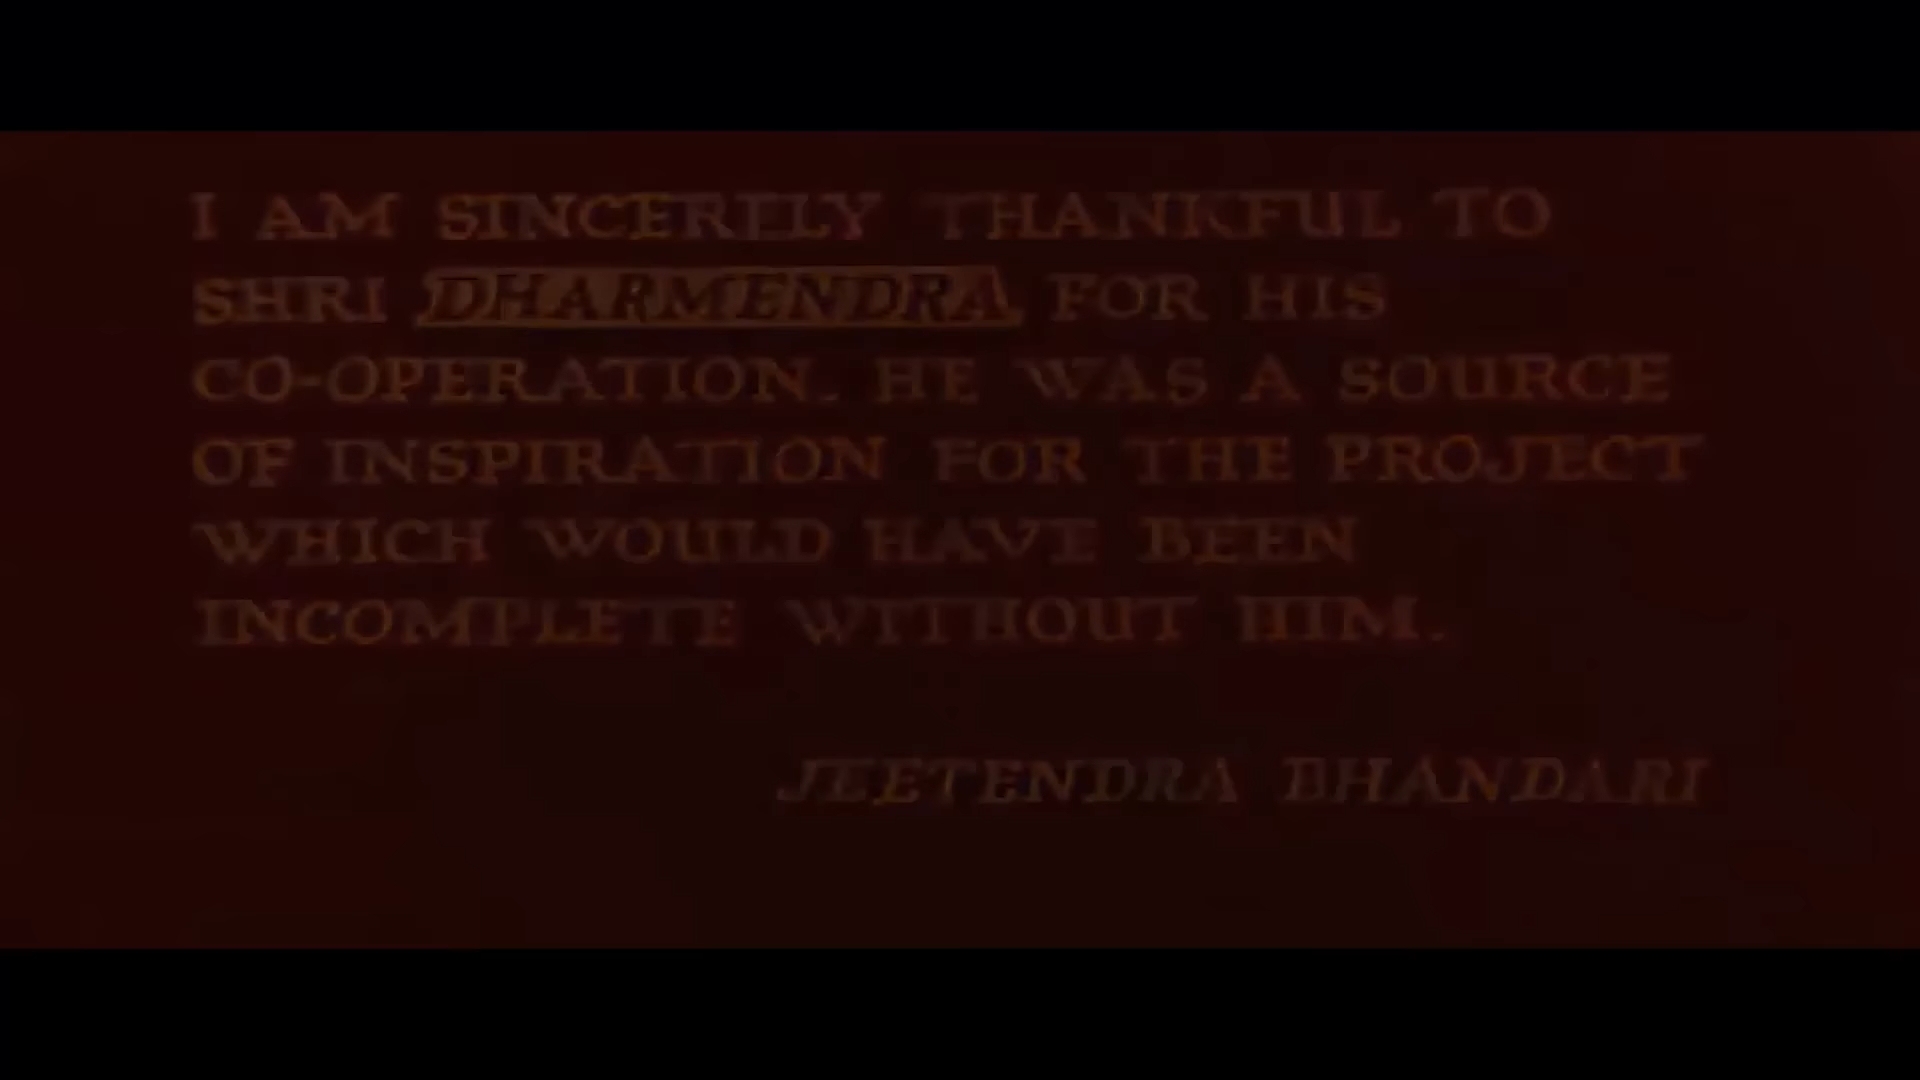 I AM SINCERELY THANKFUL TO
SHRI DHARMENDRA FOR HIS
CO-OPERATION. HE WAS A SOURCE
OF INSPIRATION FOR THE PROJECT
WHICH WOULD HAVE BEEN
INCOMPLETE WITHOUT HIM.
JEETENDRA BHANDARI